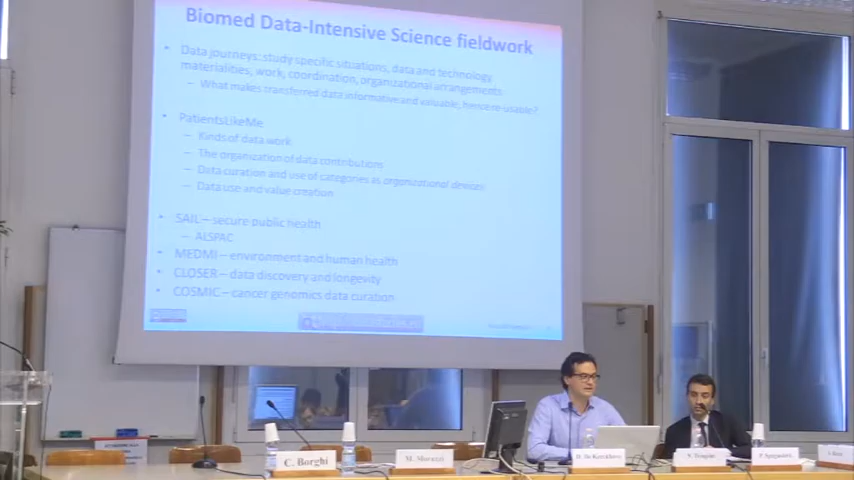 Biomed Data-Intensive Science fieldwork
• Data journeys: study specific situations, data and technology,
materialities, work, coordination, organizational arrangements
– What makes transferred data informative and valuable, hence re-usable?
• PatientsLikeMe
– Kinds of data work
– The organization of data contributions
– Data curation and use of categories as organizational devices
– Data use and value creation
• SAIL – secure public health
– ALSPAC
• MEDMI – environment and human health
• CLOSER – data discovery and longevity
• COSMIC – cancer genomics data curation
C. Borghi